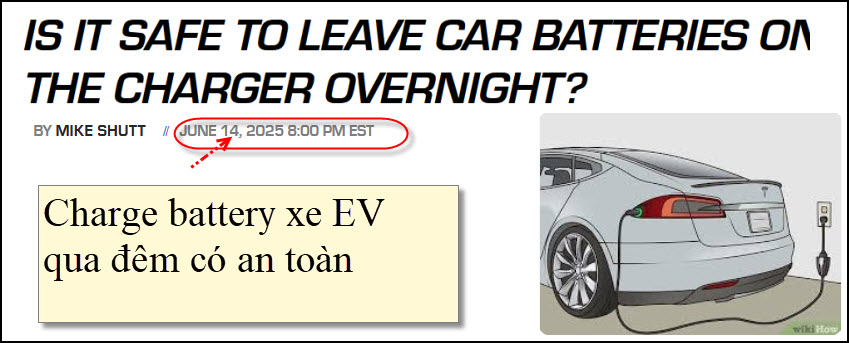 IS IT SAFE TO LEAVE CAR BATTERIES ON
THE CHARGER OVERNIGHT?
BY MIKE SHUTT // JUNE 14, 2025 8:00 PM EST
Charge battery xe EV
qua đêm có an toàn
wikiHow